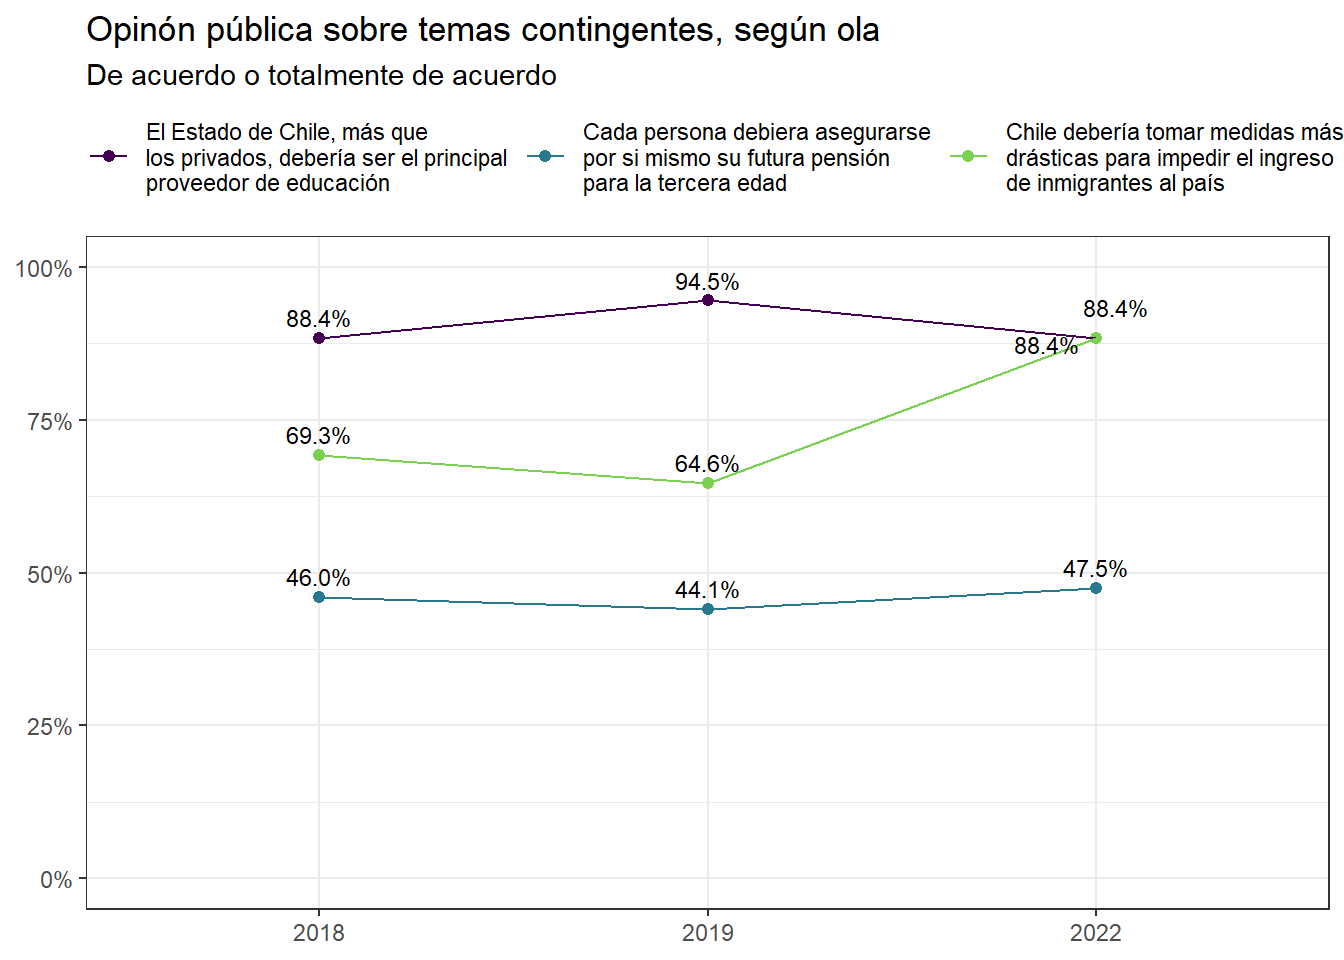 Opinón pública sobre temas contingentes, según ola
De acuerdo o totalmente de acuerdo
El Estado de Chile, más que
los privados, debería ser el principal
proveedor de educación
Cada persona debiera asegurarse
por si mismo su futura pensión
para la tercera edad
Chile debería tomar medidas más
drásticas para impedir el ingreso
de inmigrantes al país
100%
75%
50%
25%
0%
88.4%
94.5%
88.4%
88.4%
69.3%
64.6%
46.0%
44.1%
47.5%
2018
2019
2022